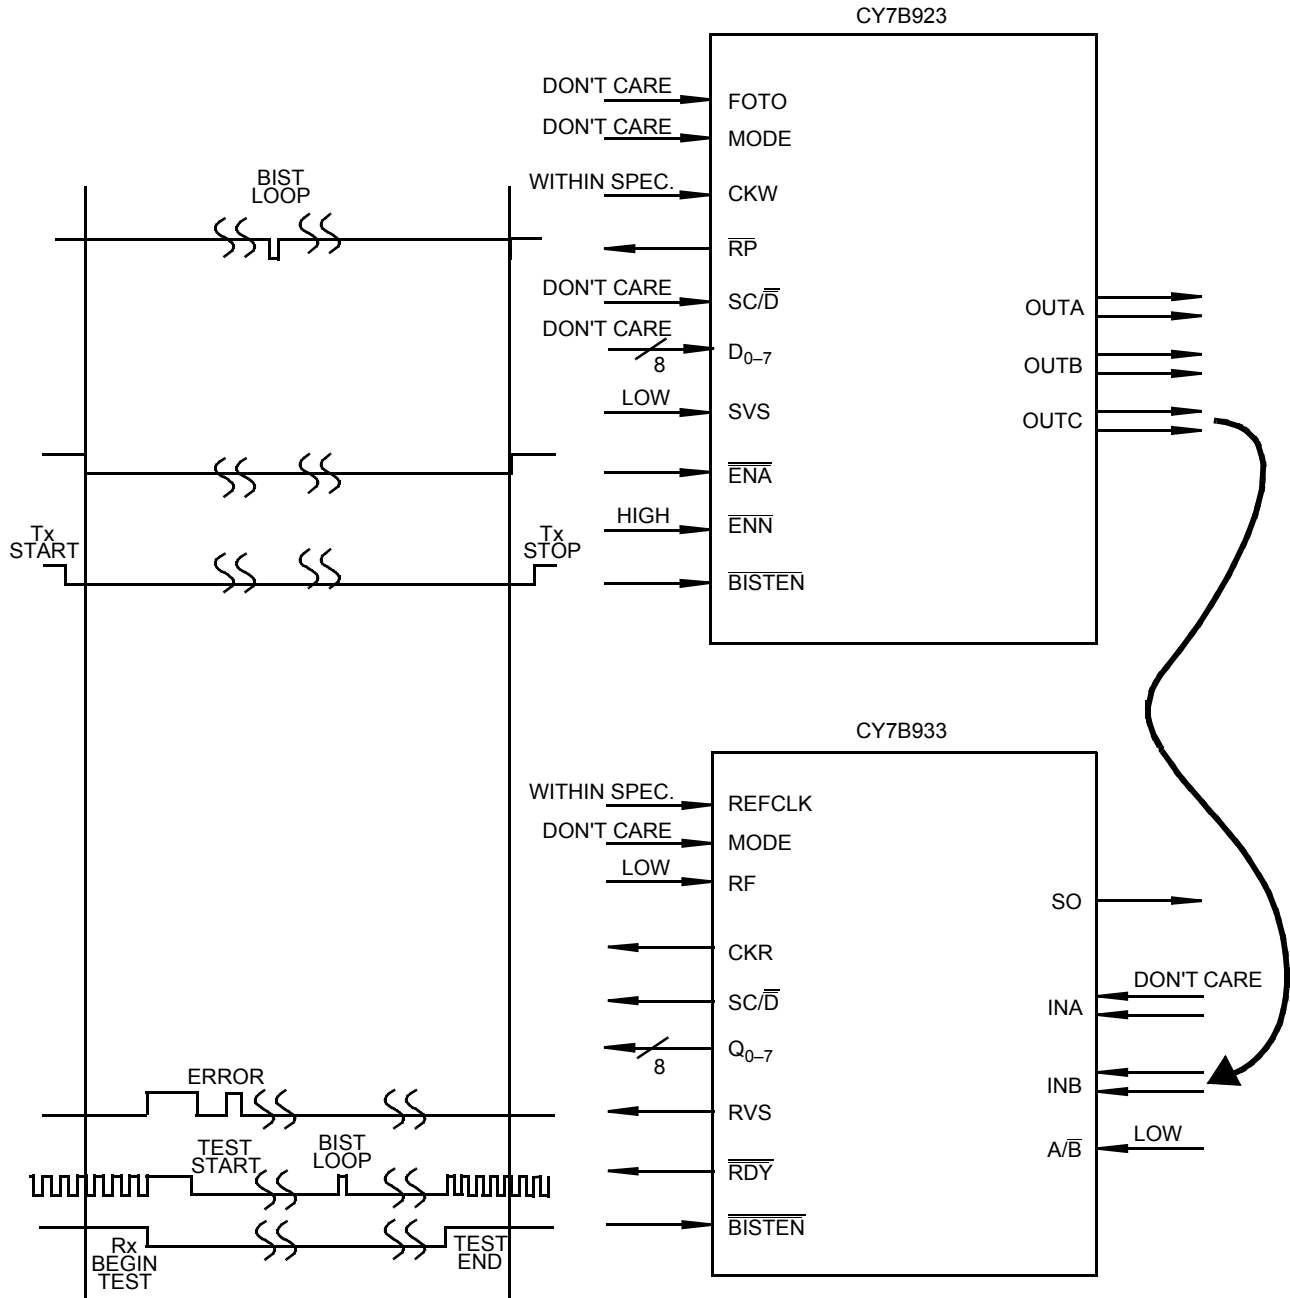 CY7B923
DON'T CARE
FOTO
DON'T CARE
MODE
BIST
LOOP
WITHIN SPEC.
CKW
RP
DON'T CARE
SC/D
OUTA
DON'T CARE
8
D0–7
OUTB
LOW
SVS
OUTC
ENA
Tx
START
Tx
STOP
HIGH
ENN
BISTEN
CY7B933
WITHIN SPEC.
REFCLK
DON'T CARE
MODE
LOW
RF
SO
CKR
DON'T CARE
SC/D
INA
8
Q0–7
ERROR
INB
RVS
TEST
START
BIST
LOOP
LOW
A/B
RDY
BISTEN
Rx
BEGIN
TEST
TEST
END